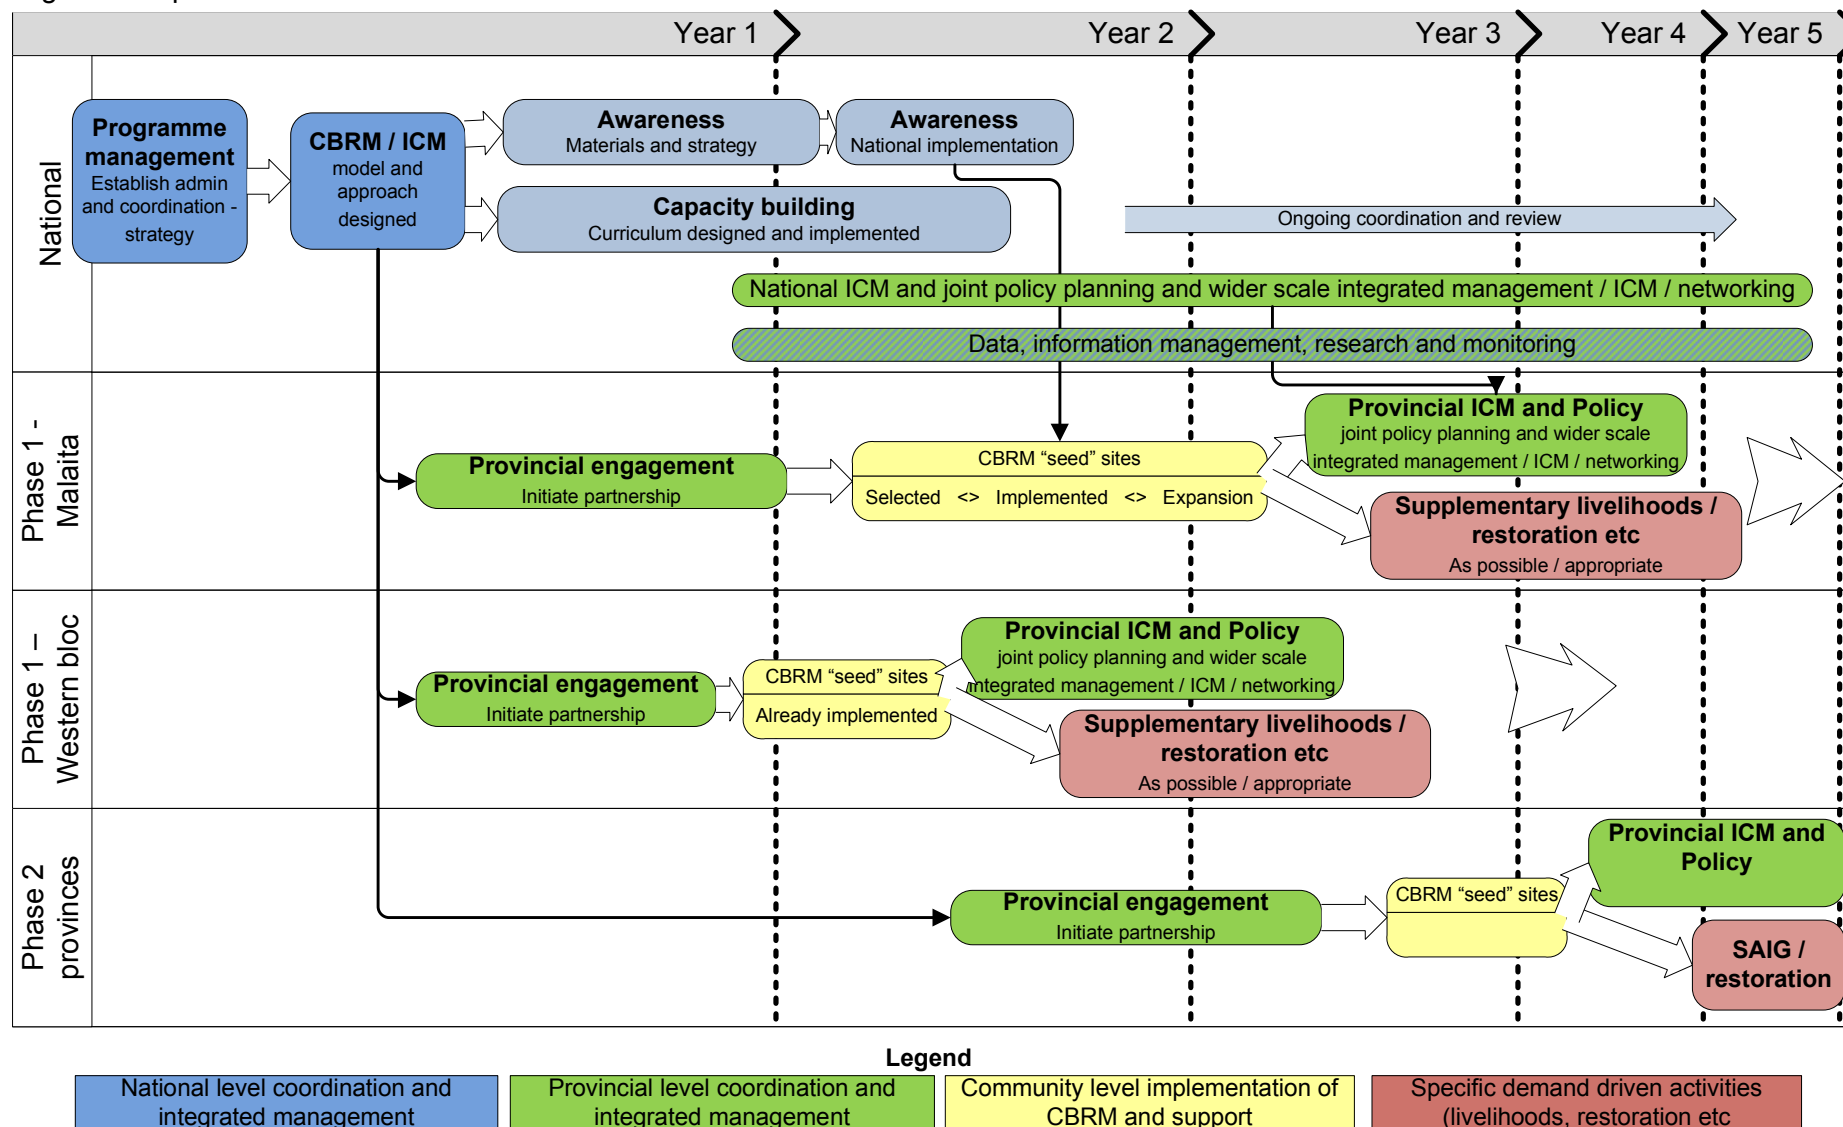 Year 1
Year 2
Year 3
Year 4
Year 5
National
Programme
management
Establish admin
and coordination -
strategy
CBRM / ICM
model and
approach
designed
Awareness
Materials and strategy
Awareness
National implementation
Capacity building
Curriculum designed and implemented
Ongoing coordination and review
National ICM and joint policy planning and wider scale integrated management / ICM / networking
Data, information management, research and monitoring
Phase 1 -
Malaita
Provincial engagement
Initiate partnership
CBRM “seed” sites
Selected <> Implemented <> Expansion
Provincial ICM and Policy
joint policy planning and wider scale
integrated management / ICM / networking
Supplementary livelihoods /
restoration etc
As possible / appropriate
Phase 1 –
Western bloc
Provincial engagement
Initiate partnership
CBRM “seed” sites
Already implemented
Provincial ICM and Policy
joint policy planning and wider scale
integrated management / ICM / networking
Supplementary livelihoods /
restoration etc
As possible / appropriate
Phase 2
provinces
Provincial engagement
Initiate partnership
CBRM “seed” sites
Provincial ICM and
Policy
SAIG /
restoration
Legend
National level coordination and
integrated management
Provincial level coordination and
integrated management
Community level implementation of
CBRM and support
Specific demand driven activities
(livelihoods, restoration etc